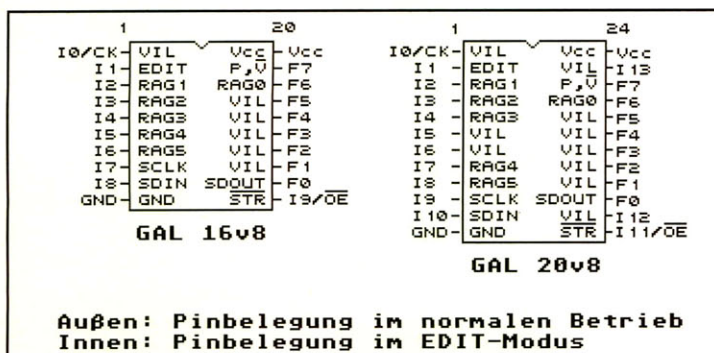 1 20
I0/CK VIL Vcc Vcc
I1 EDIT P,V̅ F7
I2 RAG1 RAG0 F6
I3 RAG2 VIL F5
I4 RAG3 VIL F4
I5 RAG4 VIL F3
I6 RAG5 VIL F2
I7 SCLK VIL F1
I8 SDIN SDOUT F0
GND GND S̅T̅R̅ I9/O̅E̅
GAL 16v8
1 24
I0/CK VIL Vcc Vcc
I1 EDIT VIL I13
I2 RAG1 P,V̅ F7
I3 RAG2 RAG0 F6
I4 RAG3 VIL F5
I5 VIL VIL F4
I6 VIL VIL F3
I7 RAG4 VIL F2
I8 RAG5 VIL F1
I9 SCLK SDOUT F0
I10 SDIN VIL I12
GND GND S̅T̅R̅ I11/O̅E̅
GAL 20v8
Außen: Pinbelegung im normalen Betrieb
Innen: Pinbelegung im EDIT-Modus